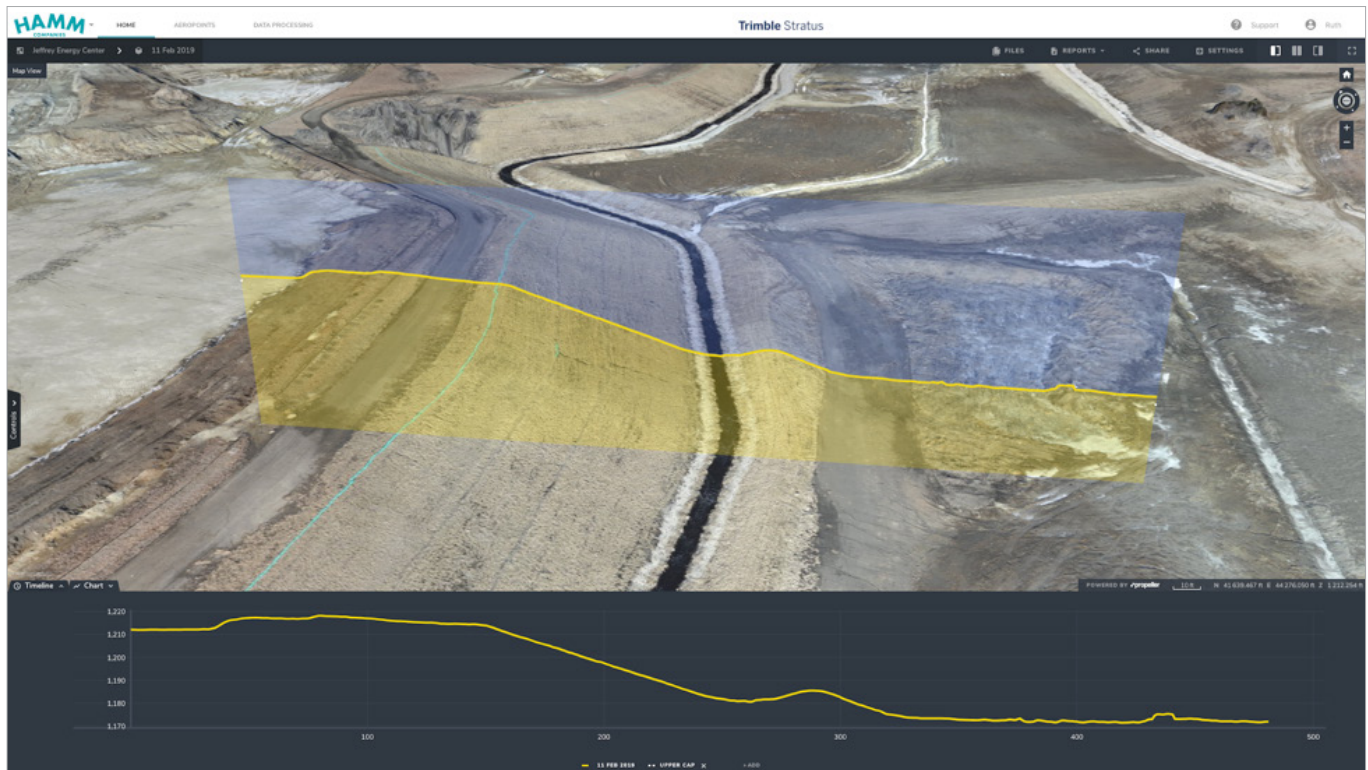 HAMM
COMPANIES
HOME
AEROPOINTS
DATA PROCESSING
Trimble Stratus
Support
Ruth
Jeffrey Energy Center
11 Feb 2019
FILES
REPORTS
SHARE
SETTINGS
Map View
Controls
Timeline
Chart
POWERED BY propeller
10 ft
N 41 639.467 ft E 44 276.050 ft Z 1 212.264 ft
1,220
1,210
1,200
1,190
1,180
1,170
100
200
300
400
500
11 FEB 2019
UPPER CAP X
+ADD